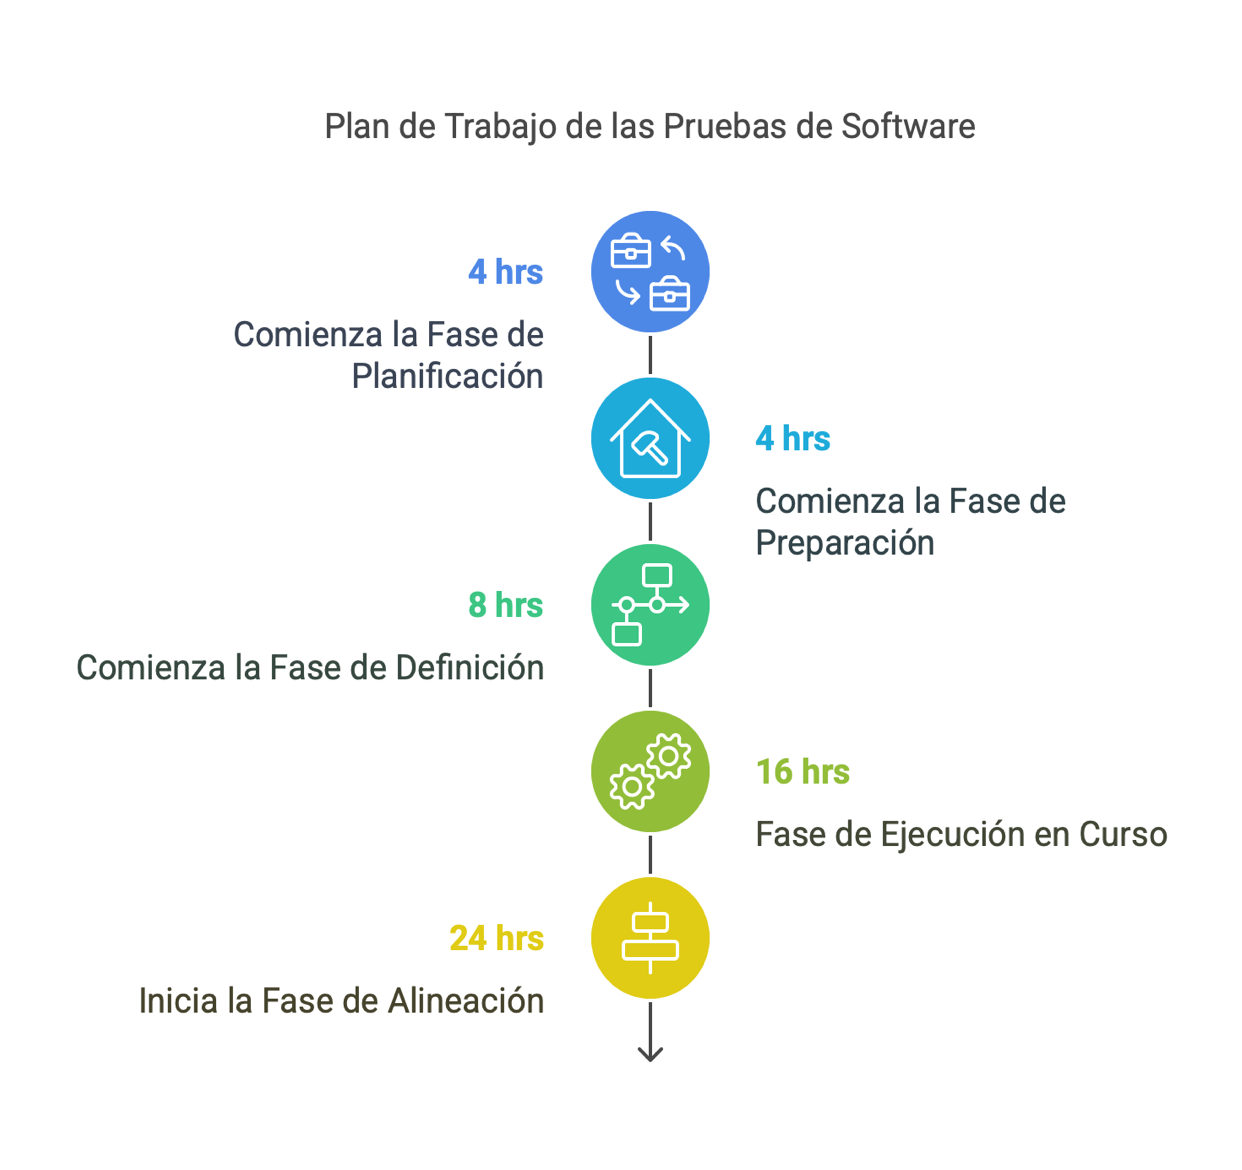 Plan de Trabajo de las Pruebas de Software
4 hrs
Comienza la Fase de
Planificación
4 hrs
Comienza la Fase de
Preparación
8 hrs
Comienza la Fase de Definición
16 hrs
Fase de Ejecución en Curso
24 hrs
Inicia la Fase de Alineación